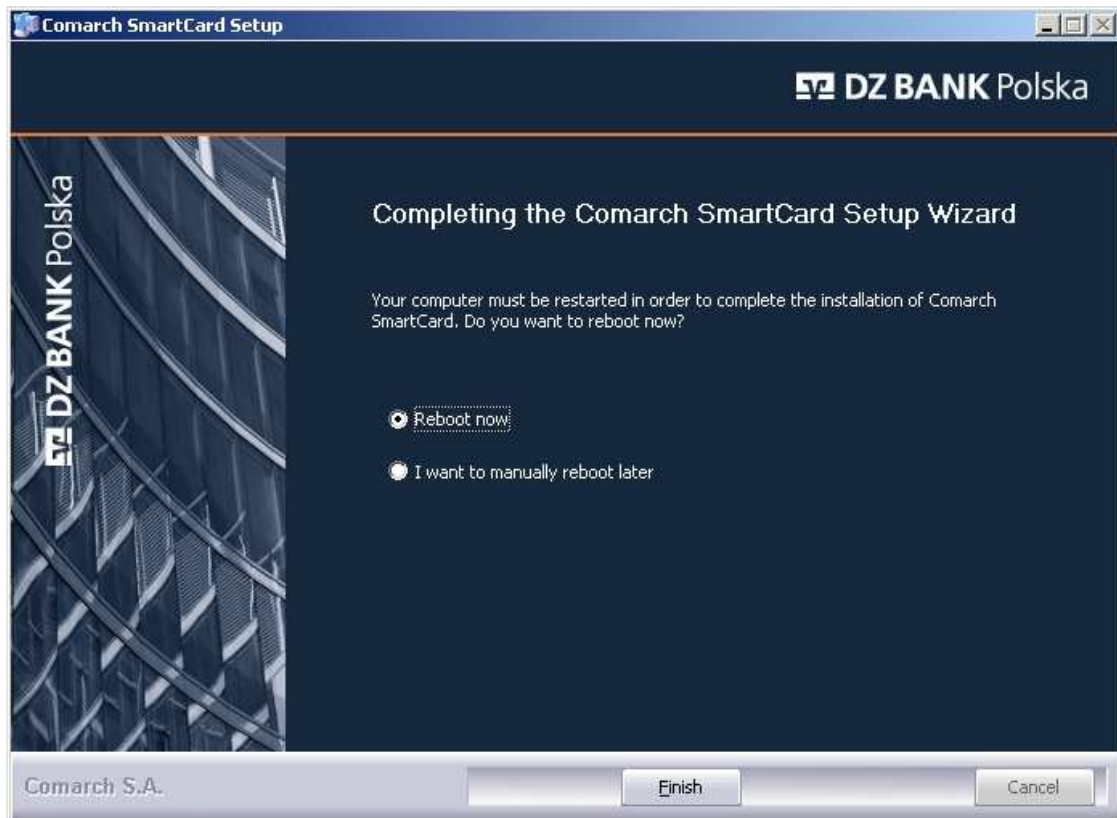 Comarch SmartCard Setup
DZ BANK Polska
DZ BANK Polska
Completing the Comarch SmartCard Setup Wizard
Your computer must be restarted in order to complete the installation of Comarch
SmartCard. Do you want to reboot now?
Reboot now
I want to manually reboot later
Comarch S.A.
Finish
Cancel